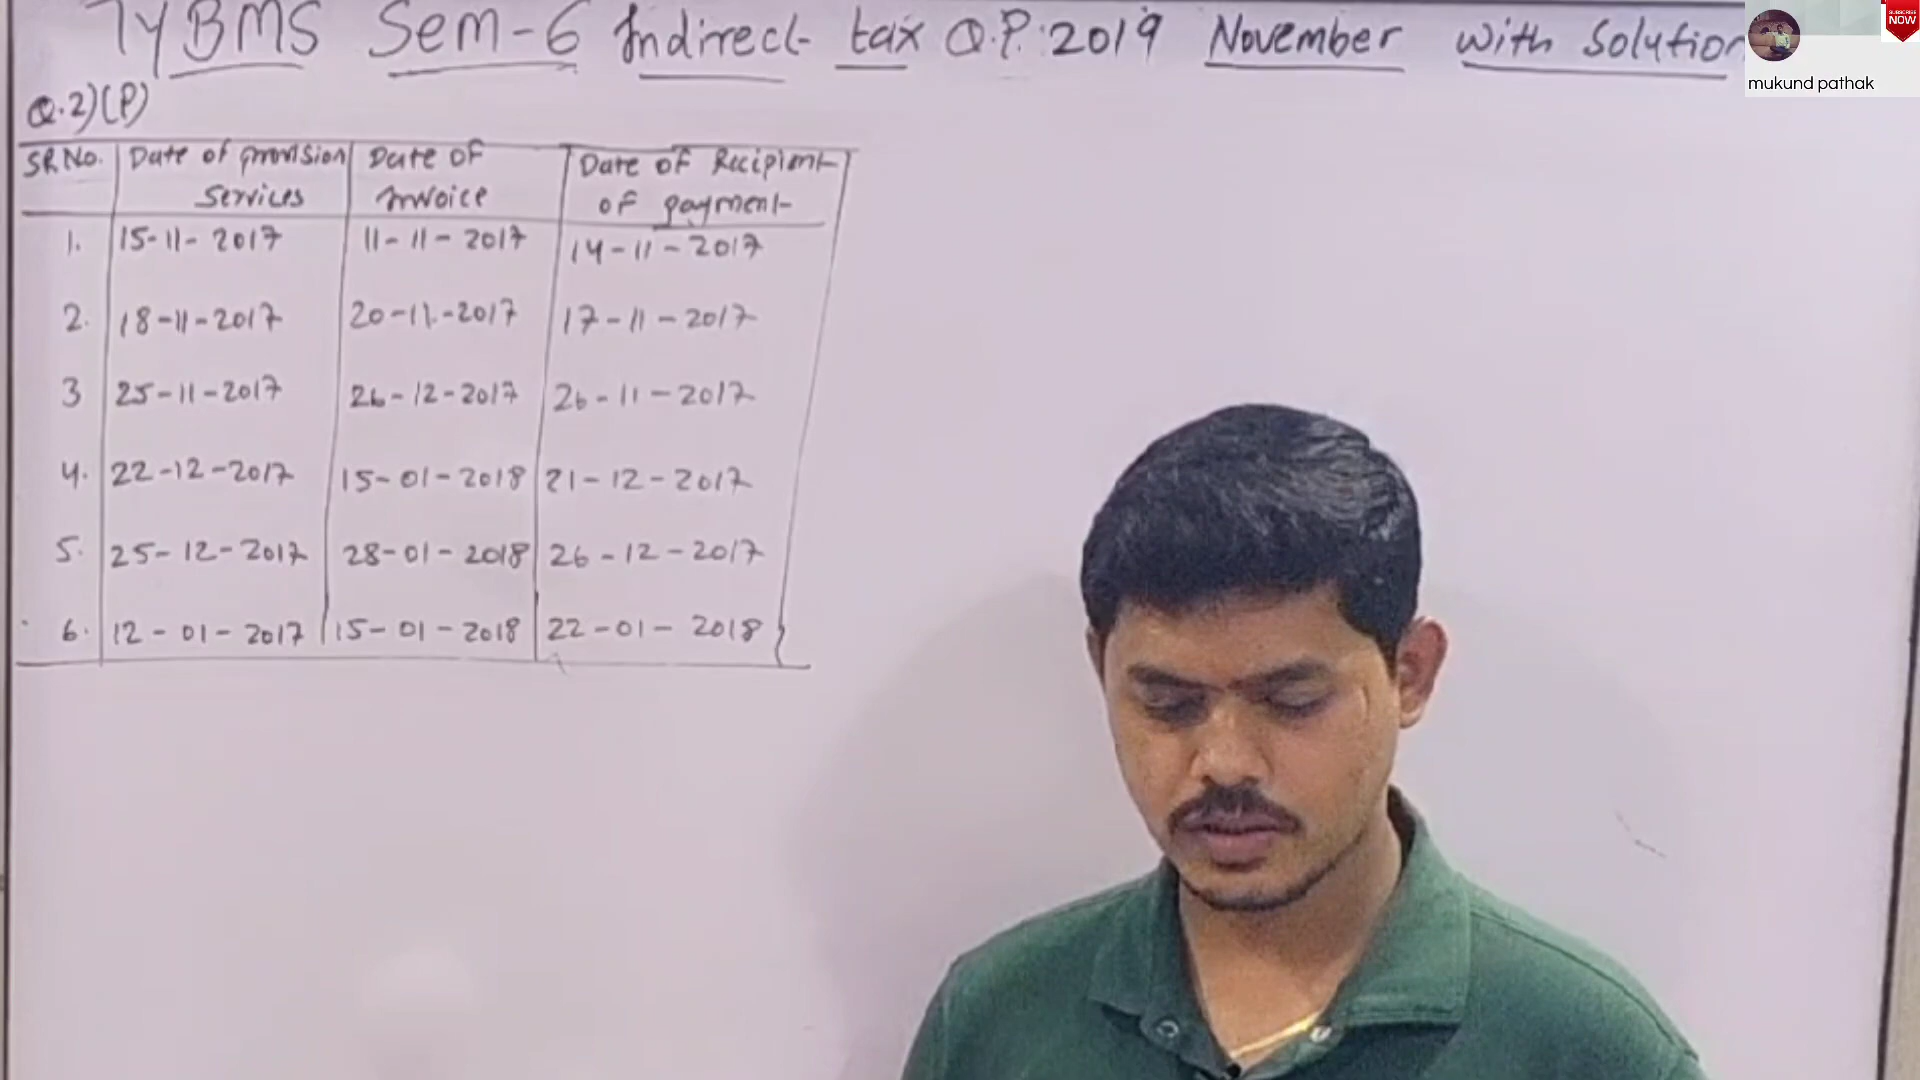 TYBMS Sem-6 Indirect tax Q.P. 2019 November with Solution
SUBSCRIBE
NOW
mukund pathak
Q.2)(P)
SR No. Date of provision Services Date of Invoice Date of Recipient of payment
1. 15-11-2017 11-11-2017 14-11-2017
2. 18-11-2017 20-11-2017 17-11-2017
3 25-11-2017 26-12-2017 26-11-2017
4. 22-12-2017 15-01-2018 21-12-2017
5. 25-12-2017 28-01-2018 26-12-2017
6. 12-01-2017 15-01-2018 22-01-2018